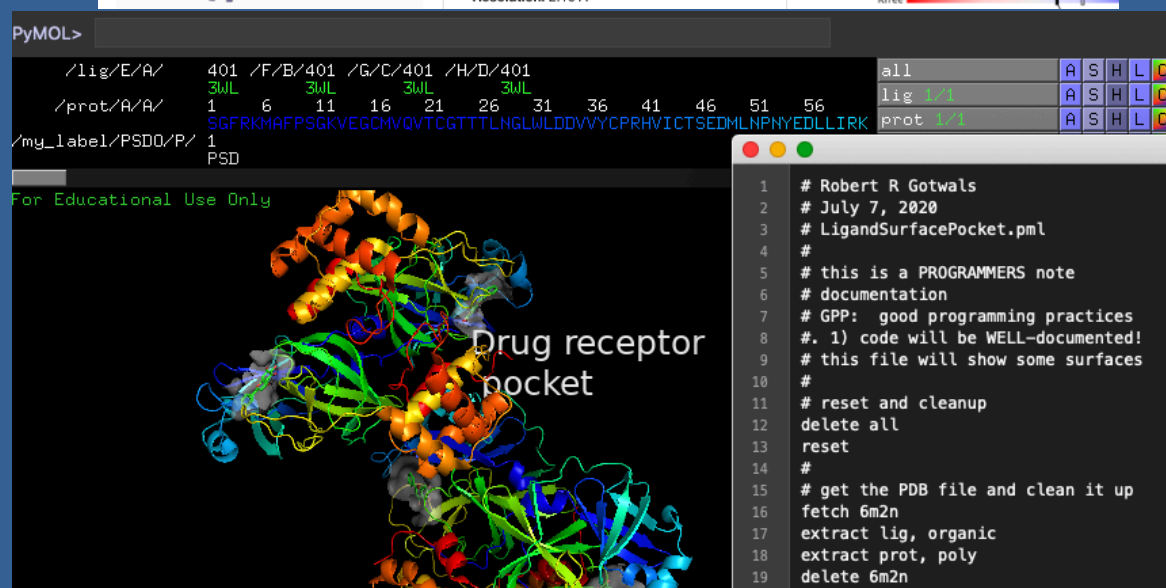 PyMOL>
/lig/E/A/ 401 /F/B/401 /G/C/401 /H/D/401
3WL 3WL 3WL 3WL
/prot/A/A/ 1 6 11 16 21 26 31 36 41 46 51 56
SGFRKMAFPSGKVEGCMVQVTCGTTTLNGLWLDDVVYCPRHVICTSEDMLNPNYEDLLIRK
/my_label/PSDO/P/ 1
PSD
all A S H L C
lig 1/1 A S H L C
prot 1/1 A S H L C
For Educational Use Only
Drug receptor
pocket
1 # Robert R Gotwals
2 # July 7, 2020
3 # LigandSurfacePocket.pml
4 #
5 # this is a PROGRAMMERS note
6 # documentation
7 # GPP:  good programming practices
8 #. 1) code will be WELL-documented!
9 # this file will show some surfaces
10 #
11 # reset and cleanup
12 delete all
13 reset
14 #
15 # get the PDB file and clean it up
16 fetch 6m2n
17 extract lig, organic
18 extract prot, poly
19 delete 6m2n